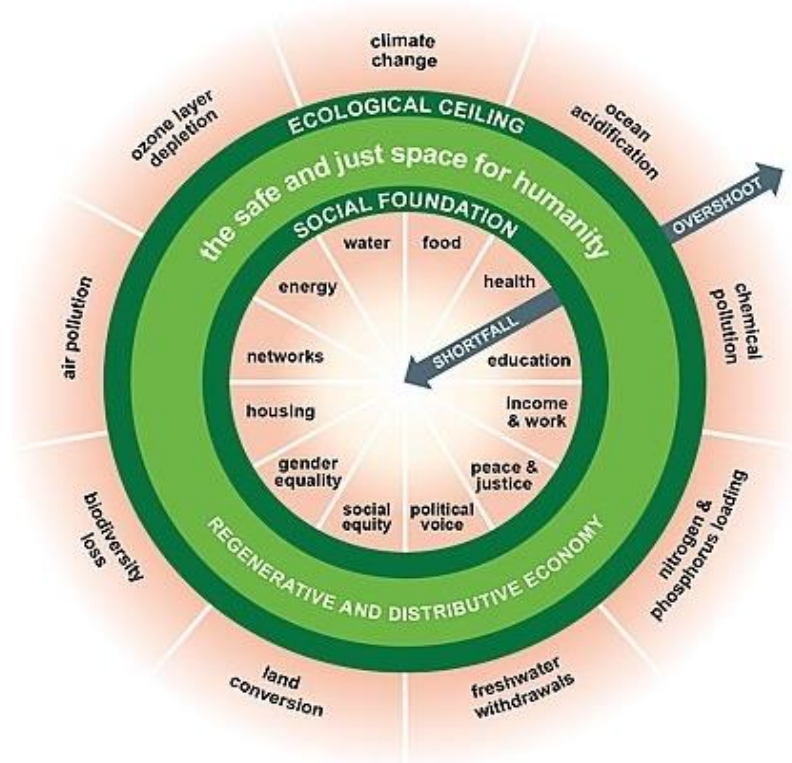 climate
change
ocean
acidification
ozone layer
depletion
ECOLOGICAL CEILING
the safe and just space for humanity
SOCIAL FOUNDATION
OVERSHOOT
water
food
energy
health
SHORTFALL
networks
education
housing
income
& work
gender
equality
peace &
justice
social
equity
political
voice
air pollution
chemical
pollution
REGENERATIVE AND DISTRIBUTIVE ECONOMY
biodiversity
loss
nitrogen &
phosphorus loading
land
conversion
freshwater
withdrawals